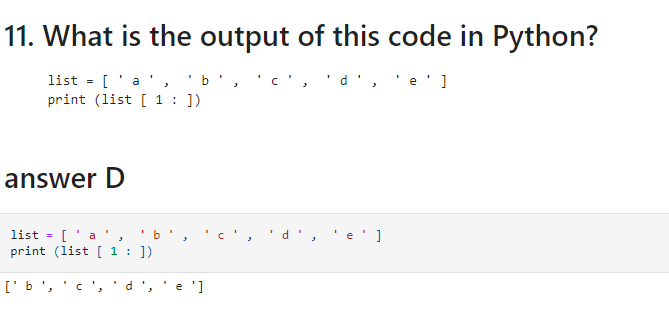 11. What is the output of this code in Python?
list = [ ' a ' , ' b ' , ' c ' , ' d ' , ' e ' ]
print (list [ 1 : ])
answer D
list = [ ' a ' , ' b ' , ' c ' , ' d ' , ' e ' ]
print (list [ 1 : ])
[' b ', ' c ', ' d ', ' e ']